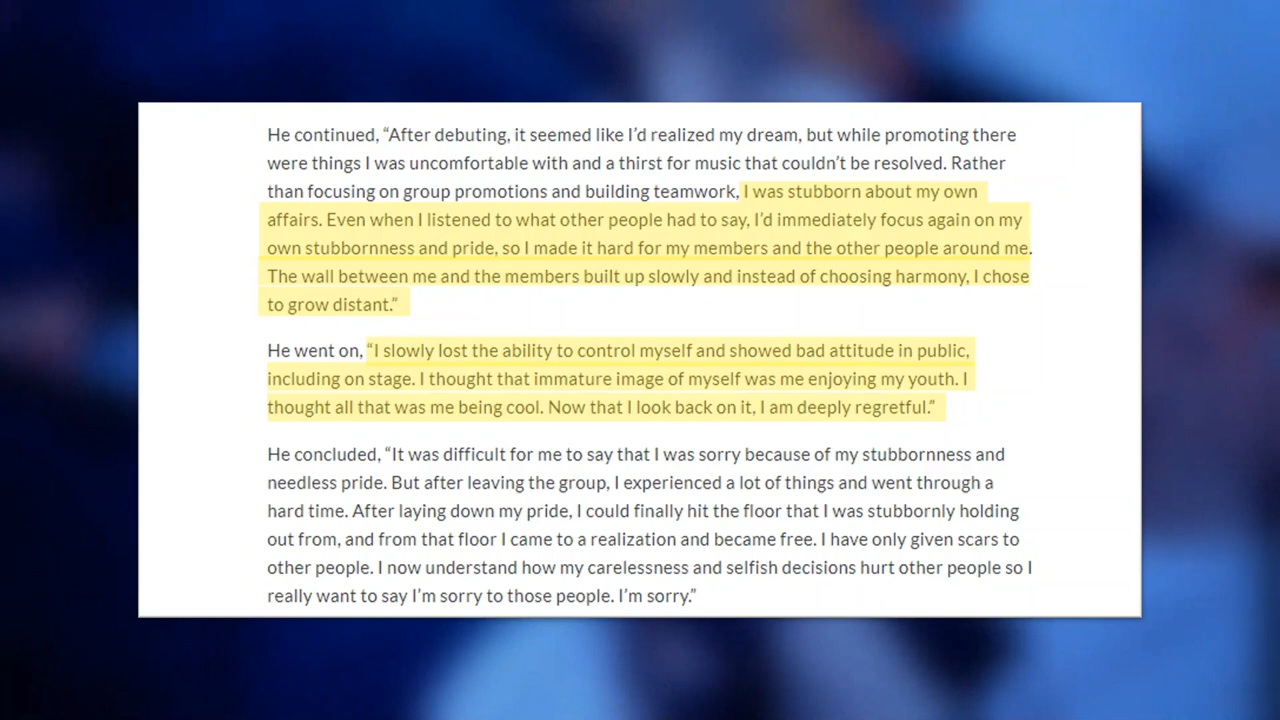 He continued, “After debuting, it seemed like I’d realized my dream, but while promoting there
were things I was uncomfortable with and a thirst for music that couldn’t be resolved. Rather
than focusing on group promotions and building teamwork, I was stubborn about my own
affairs. Even when I listened to what other people had to say, I’d immediately focus again on my
own stubbornness and pride, so I made it hard for my members and the other people around me.
The wall between me and the members built up slowly and instead of choosing harmony, I chose
to grow distant.”
He went on, “I slowly lost the ability to control myself and showed bad attitude in public,
including on stage. I thought that immature image of myself was me enjoying my youth. I
thought all that was me being cool. Now that I look back on it, I am deeply regretful.”
He concluded, “It was difficult for me to say that I was sorry because of my stubbornness and
needless pride. But after leaving the group, I experienced a lot of things and went through a
hard time. After laying down my pride, I could finally hit the floor that I was stubbornly holding
out from, and from that floor I came to a realization and became free. I have only given scars to
other people. I now understand how my carelessness and selfish decisions hurt other people so I
really want to say I’m sorry to those people. I’m sorry.”